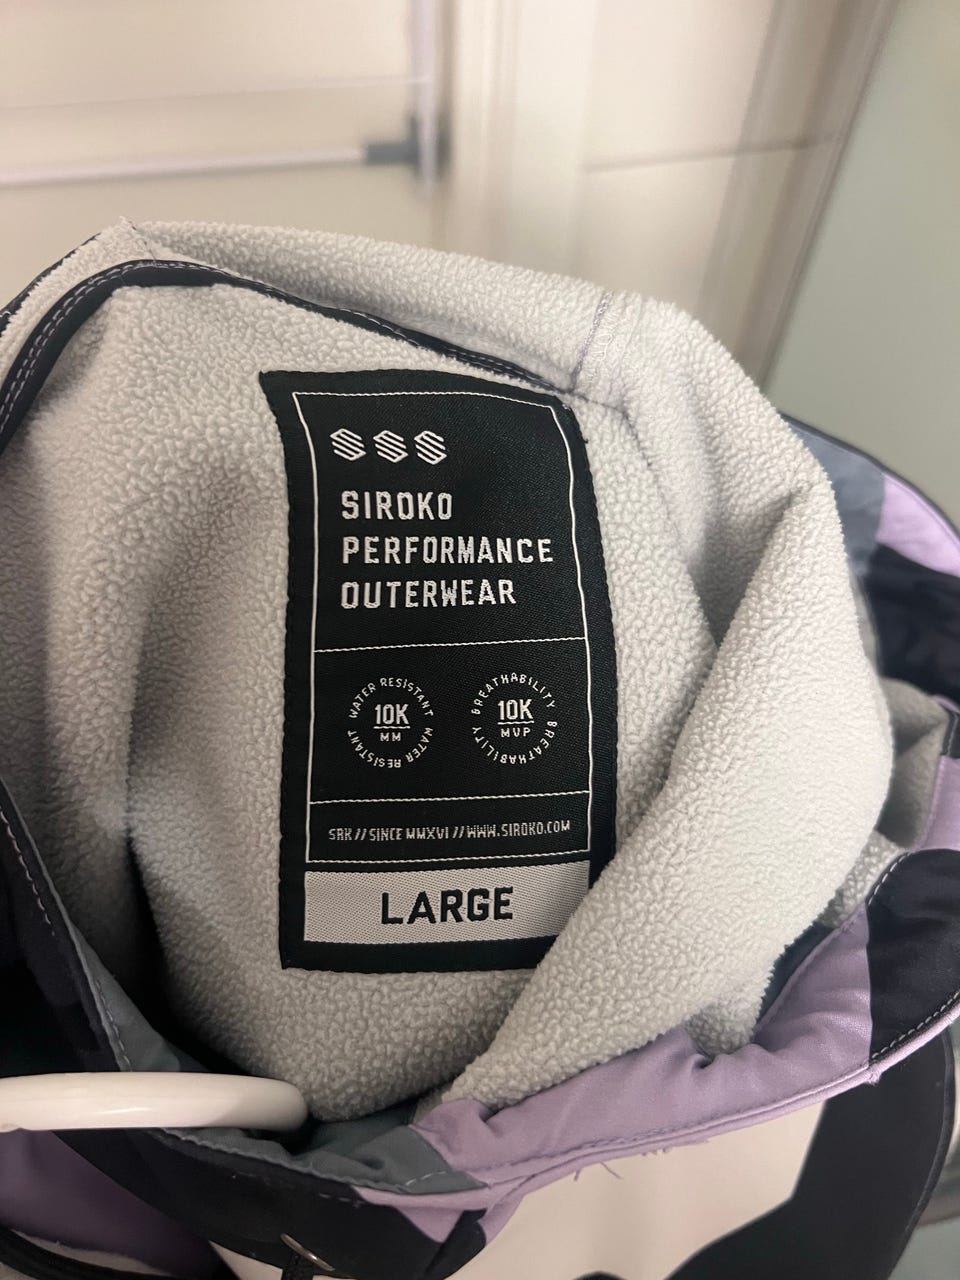 SSS
SIROKO
PERFORMANCE
OUTERWEAR
WATER RESISTANT WATER RESISTANT
10K
MM
BREATHABILITY BREATHABILITY
10K
MVP
SRK // SINCE MMXVI // WWW.SIROKO.COM
LARGE